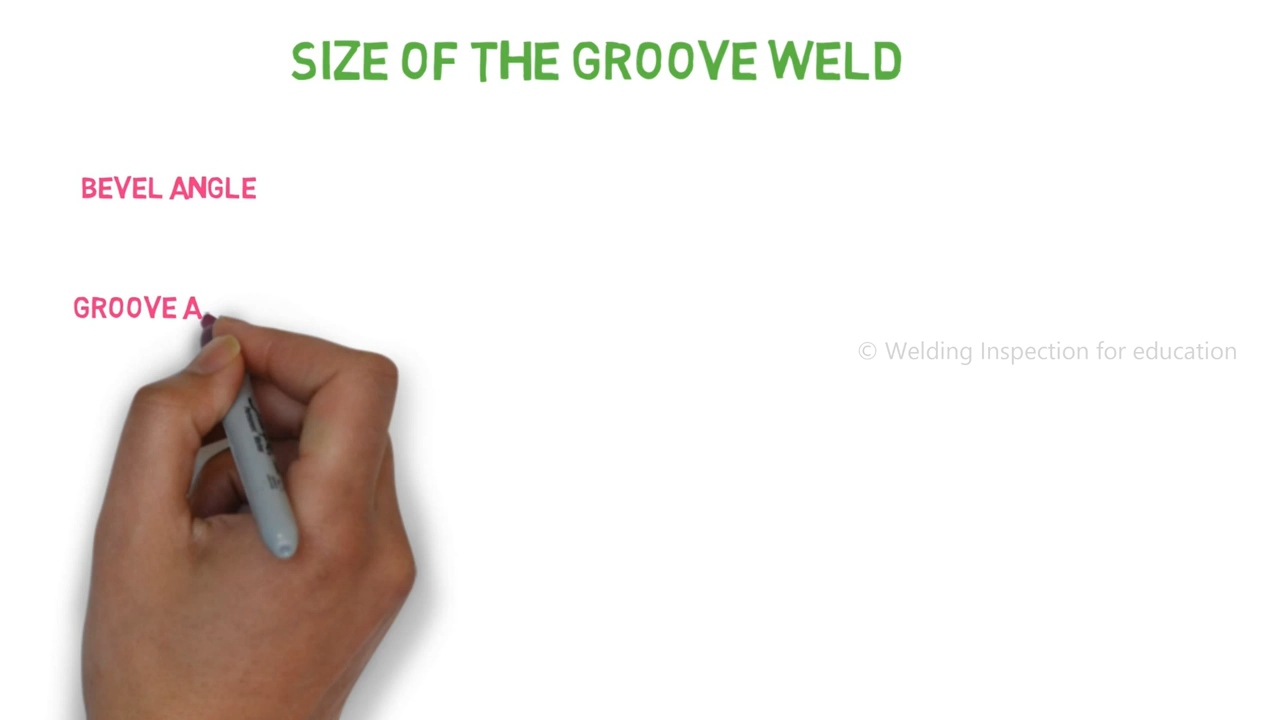 SIZE OF THE GROOVE WELD
BEVEL ANGLE
GROOVE A
© Welding Inspection for education